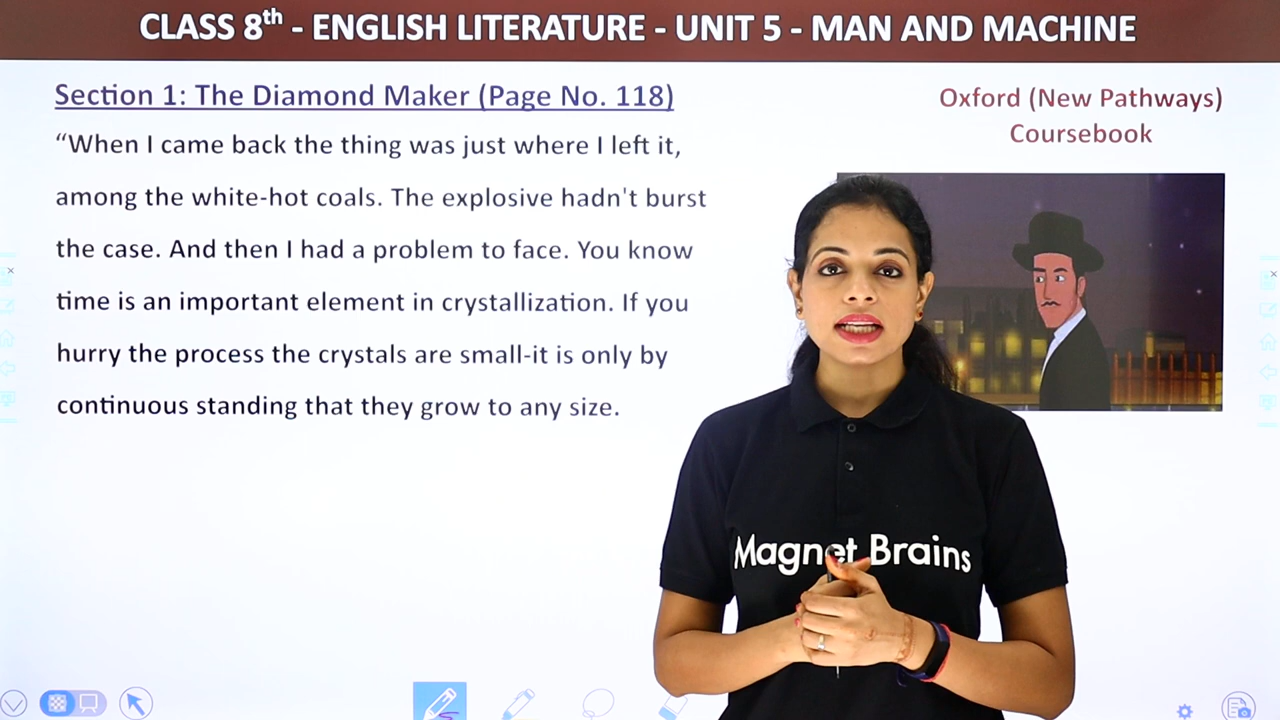 CLASS 8th - ENGLISH LITERATURE - UNIT 5 - MAN AND MACHINE
Section 1: The Diamond Maker (Page No. 118)
Oxford (New Pathways)
Coursebook
“When I came back the thing was just where I left it,
among the white-hot coals. The explosive hadn't burst
the case. And then I had a problem to face. You know
time is an important element in crystallization. If you
hurry the process the crystals are small-it is only by
continuous standing that they grow to any size.
Magnet Brains